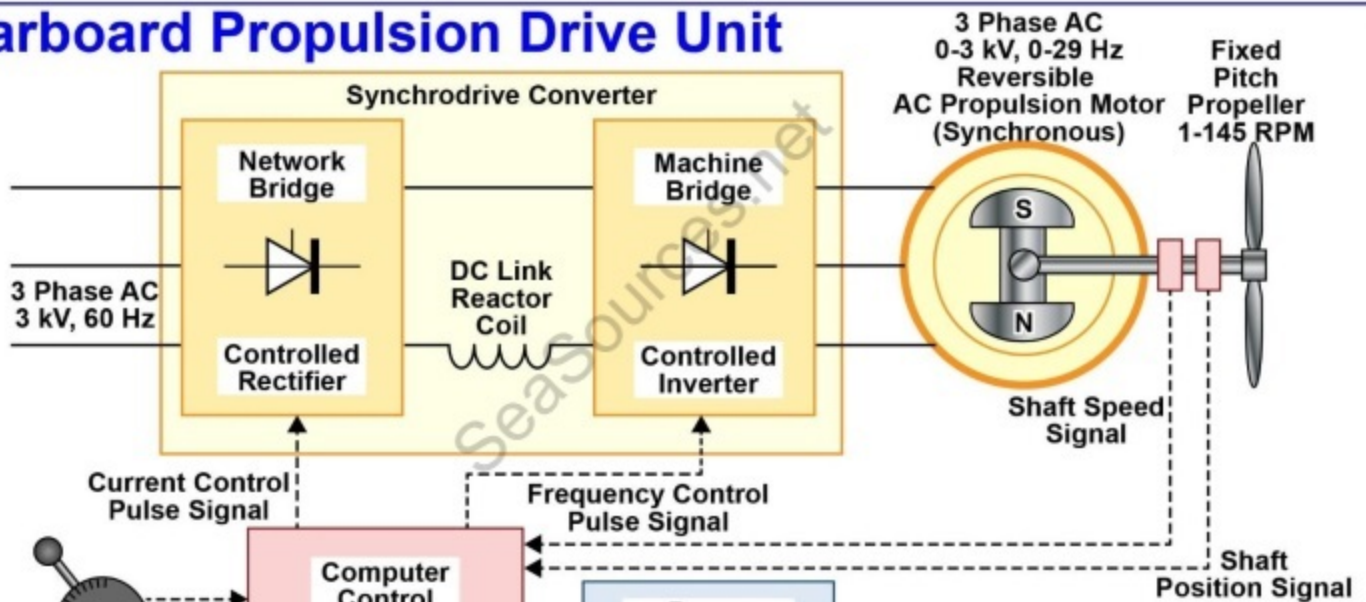 arboard Propulsion Drive Unit
3 Phase AC
0-3 kV, 0-29 Hz
Reversible
AC Propulsion Motor
(Synchronous)
Fixed
Pitch
Propeller
1-145 RPM
Synchrodrive Converter
Network
Bridge
Machine
Bridge
3 Phase AC
3 kV, 60 Hz
DC Link
Reactor
Coil
Controlled
Rectifier
Controlled
Inverter
S
N
Shaft Speed
Signal
Current Control
Pulse Signal
Frequency Control
Pulse Signal
Shaft
Position Signal
Computer
Control
SeaSources.net